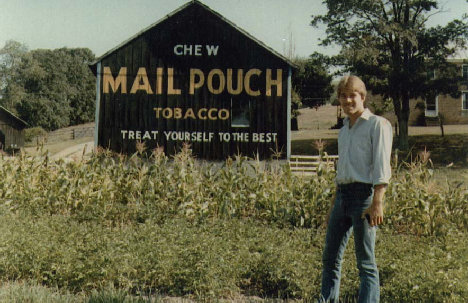 CHEW
MAIL POUCH
TOBACCO
TREAT YOURSELF TO THE BEST